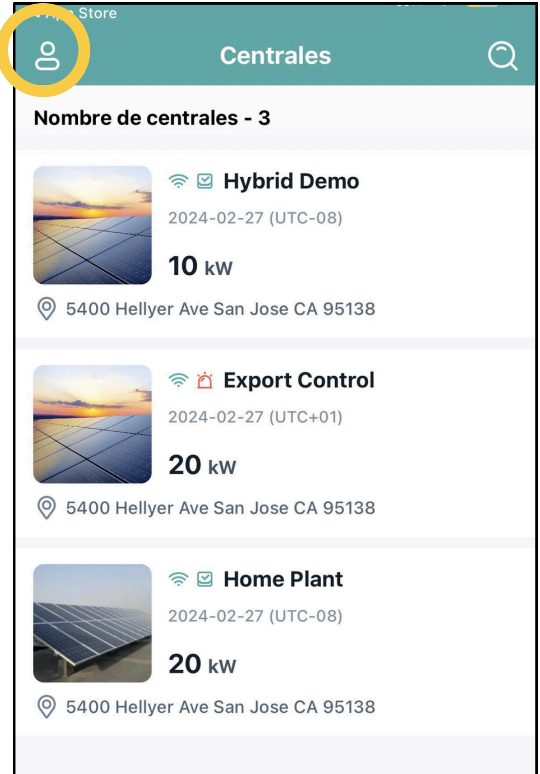 App Store
Centrales
Nombre de centrales - 3
Hybrid Demo
2024-02-27 (UTC-08)
10 kW
5400 Hellyer Ave San Jose CA 95138
Export Control
2024-02-27 (UTC+01)
20 kW
5400 Hellyer Ave San Jose CA 95138
Home Plant
2024-02-27 (UTC-08)
20 kW
5400 Hellyer Ave San Jose CA 95138